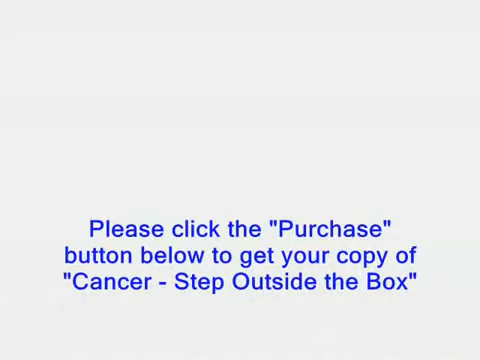 Please click the "Purchase"
button below to get your copy of
"Cancer - Step Outside the Box"